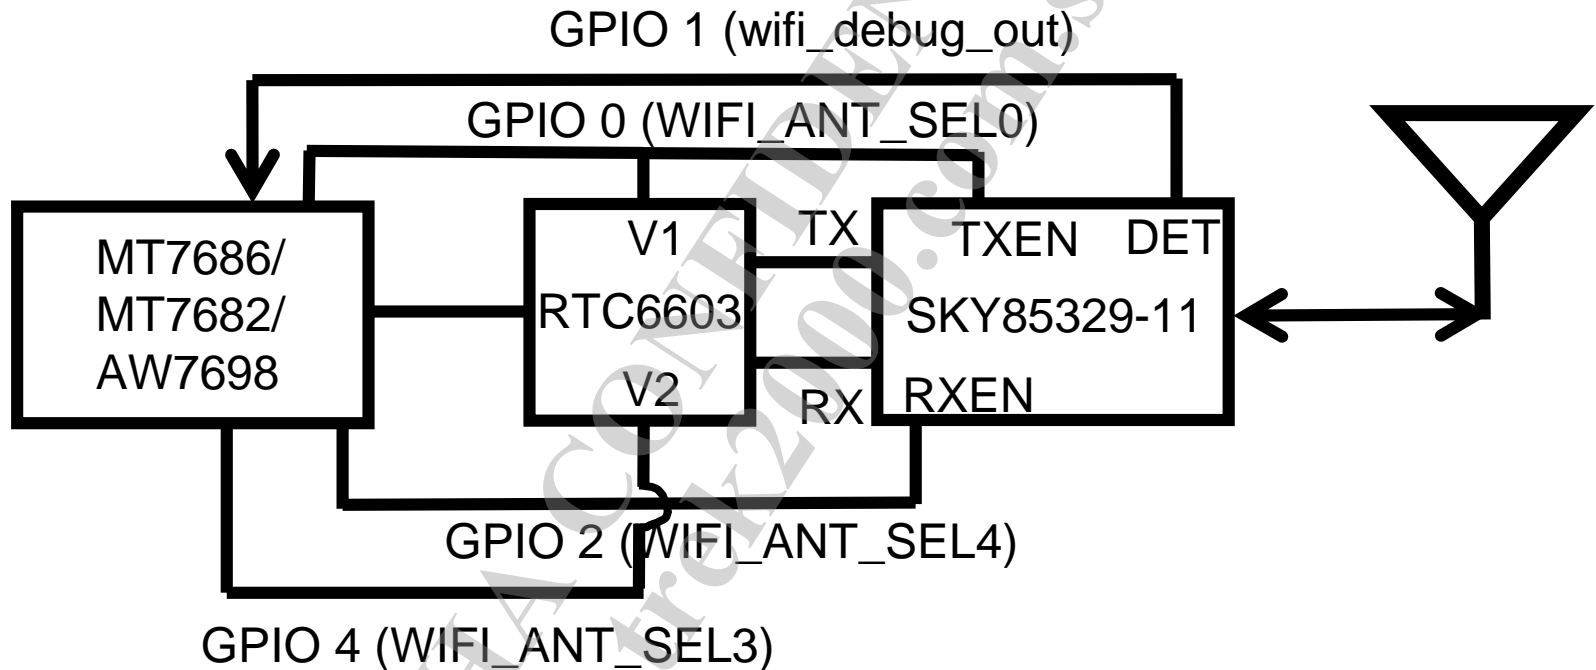 GPIO 1 (wifi_debug_out)
GPIO 0 (WIFI_ANT_SEL0)
MT7686/
MT7682/
AW7698
V1
RTC6603
V2
TX
RX
TXEN DET
SKY85329-11
RXEN
GPIO 2 (WIFI_ANT_SEL4)
GPIO 4 (WIFI_ANT_SEL3)